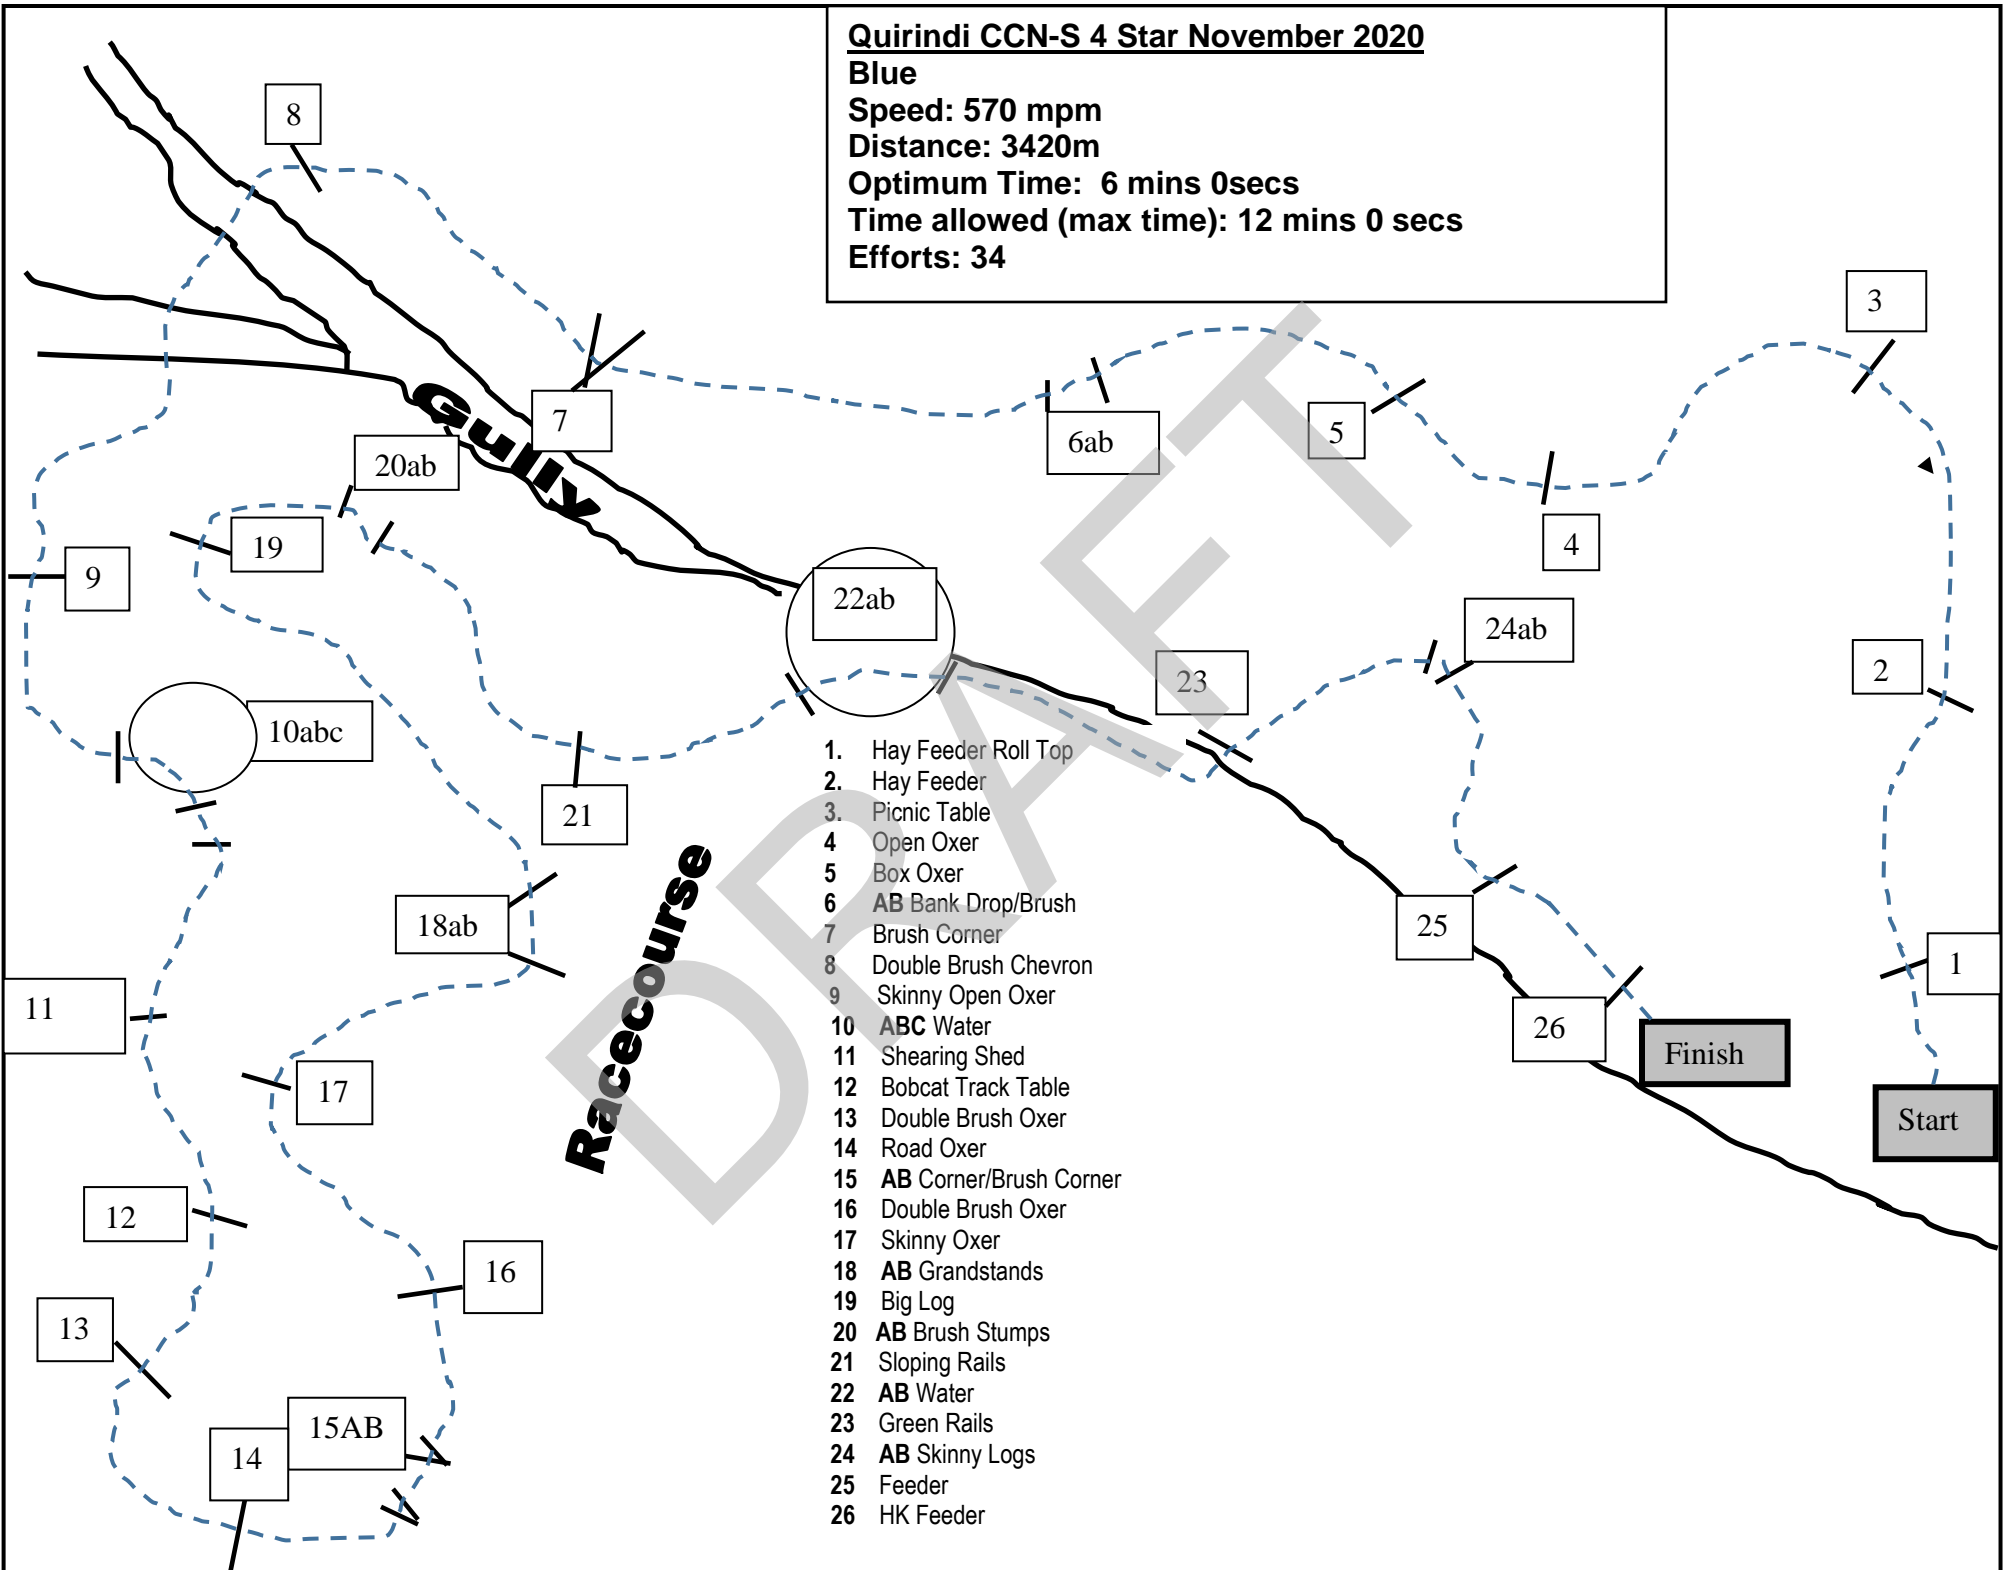 Quirindi CCN-S 4 Star November 2020
Blue
Speed: 570 mpm
Distance: 3420m
Optimum Time:  6 mins 0secs
Time allowed (max time): 12 mins 0 secs
Efforts: 34
8
3
7
6ab
5
20ab
Gully
4
19
9
22ab
24ab
23
2
10abc
21
18ab
25
1
11
26
Finish
17
Racecourse
Start
12
16
13
15AB
14
1. Hay Feeder Roll Top
2. Hay Feeder
3. Picnic Table
4 Open Oxer
5 Box Oxer
6 AB Bank Drop/Brush
7 Brush Corner
8 Double Brush Chevron
9 Skinny Open Oxer
10 ABC Water
11 Shearing Shed
12 Bobcat Track Table
13 Double Brush Oxer
14 Road Oxer
15 AB Corner/Brush Corner
16 Double Brush Oxer
17 Skinny Oxer
18 AB Grandstands
19 Big Log
20 AB Brush Stumps
21 Sloping Rails
22 AB Water
23 Green Rails
24 AB Skinny Logs
25 Feeder
26 HK Feeder
DRAFT